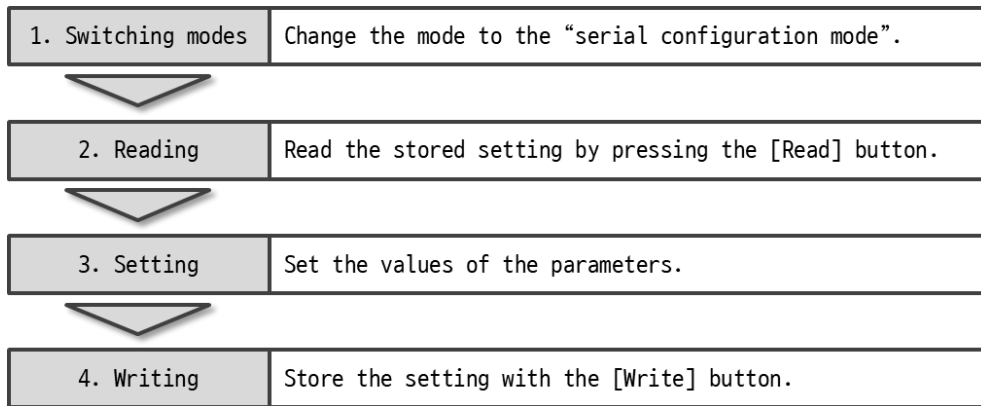 1. Switching modes
Change the mode to the “serial configuration mode”.
2. Reading
Read the stored setting by pressing the [Read] button.
3. Setting
Set the values of the parameters.
4. Writing
Store the setting with the [Write] button.